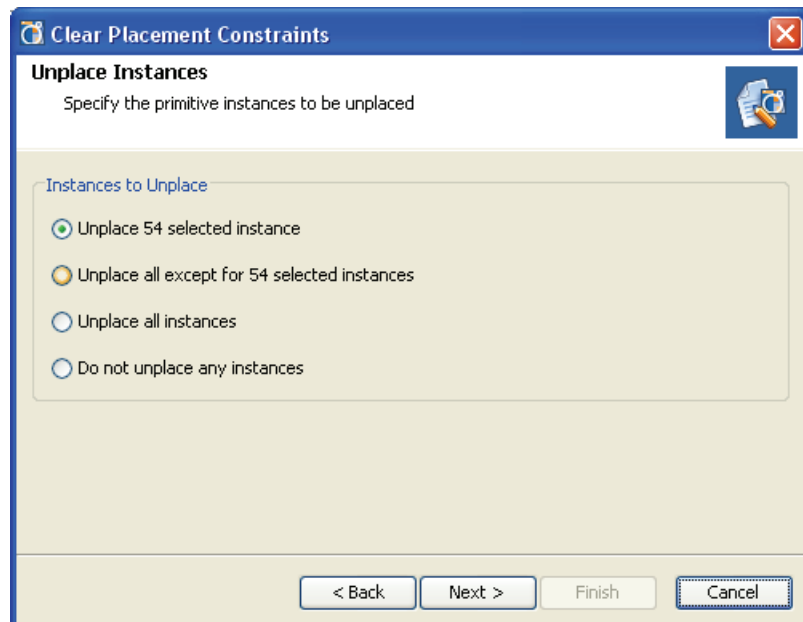 Clear Placement Constraints
Unplace Instances
Specify the primitive instances to be unplaced
Instances to Unplace
Unplace 54 selected instance
Unplace all except for 54 selected instances
Unplace all instances
Do not unplace any instances
< Back Next > Finish Cancel